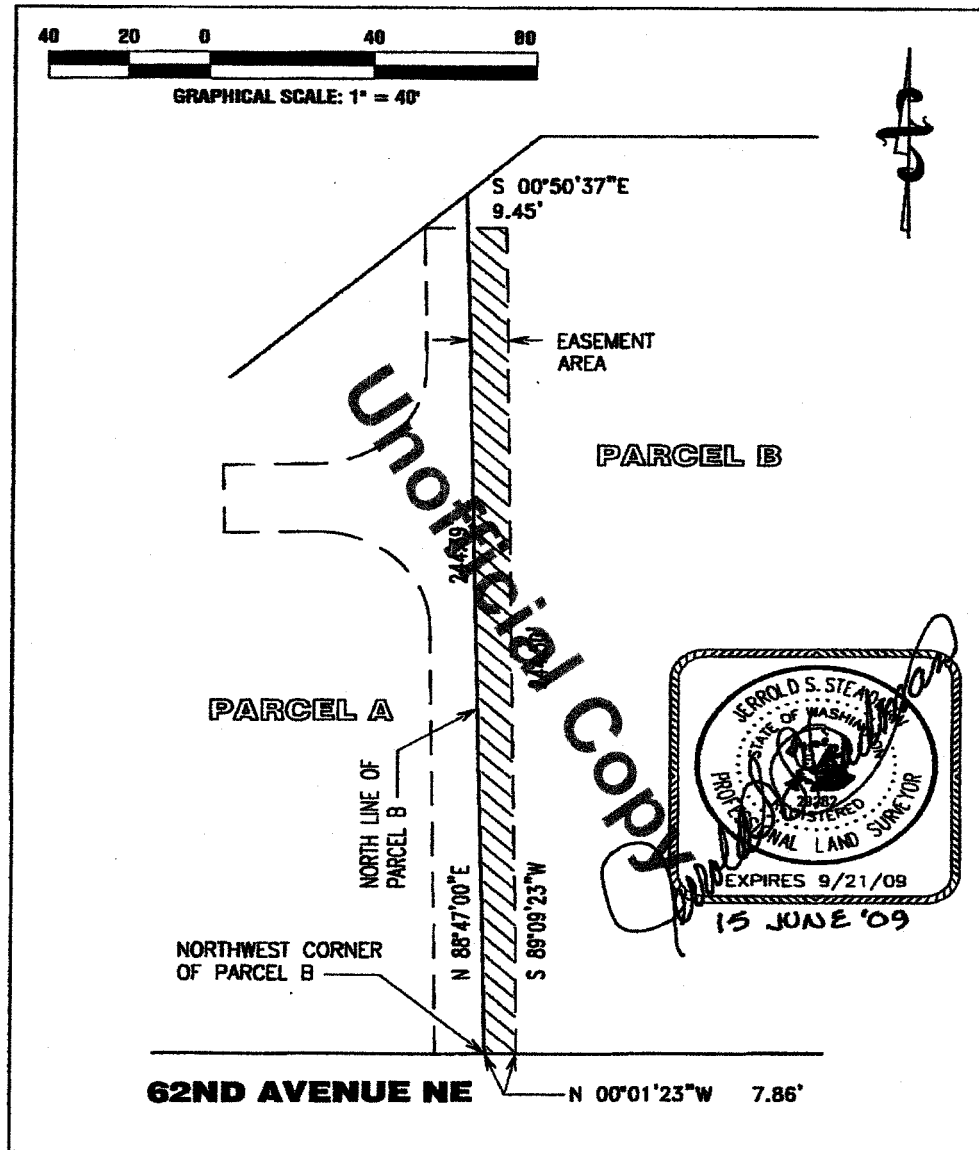 40 20 0 40 80
GRAPHICAL SCALE: 1" = 40'
S 00°50'37"E
9.45'
EASEMENT
AREA
PARCEL B
Unofficial Copy
PARCEL A
NORTH LINE OF
PARCEL B
N 88°47'00"E
S 89°09'23"W
NORTHWEST CORNER
OF PARCEL B
JERROLD S.
STATE OF WASHINGTON
REGISTERED
PROFESSIONAL LAND SURVEYOR
EXPIRES 9/21/09
15 JUNE '09
62ND AVENUE NE
N 00°01'23"W 7.86'